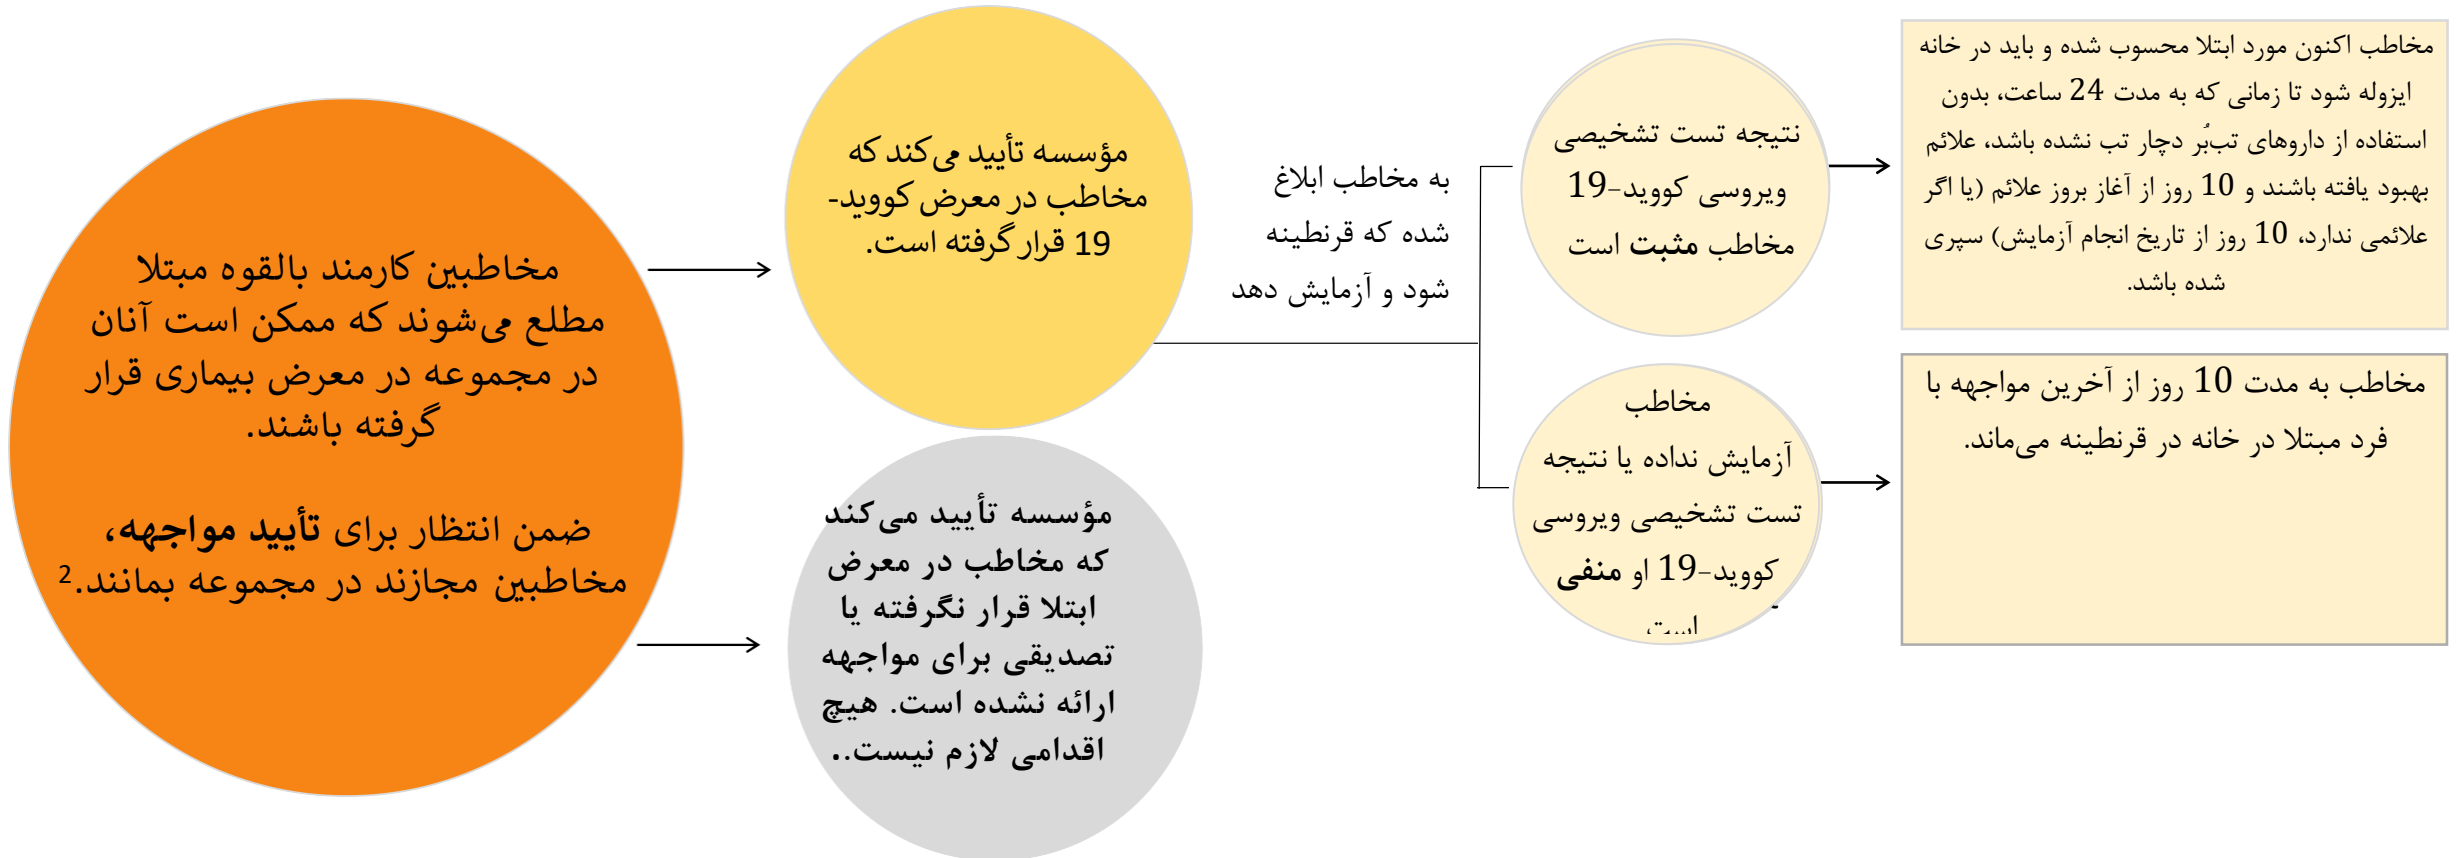 مخاطبین کارمند بالقوه مبتلا
مطلع می‌شوند که ممکن است آنان
در مجموعه در معرض بیماری قرار
گرفته باشند.
ضمن انتظار برای تأیید مواجهه،
مخاطبین مجازند در مجموعه بمانند.2
مؤسسه تأیید می‌کند که
مخاطب در معرض کووید-
19 قرار گرفته است.
مؤسسه تأیید می‌کند
که مخاطب در معرض
ابتلا قرار نگرفته یا
تصدیقی برای مواجهه
ارائه نشده است. هیچ
اقدامی لازم نیست..
به مخاطب ابلاغ
شده که قرنطینه
شود و آزمایش دهد
نتیجه تست تشخیصی
ویروسی کووید-19
مخاطب مثبت است
مخاطب اکنون مورد ابتلا محسوب شده و باید در خانه
ایزوله شود تا زمانی که به مدت 24 ساعت، بدون
استفاده از داروهای تب‌بُر دچار تب نشده باشد، علائم
بهبود یافته باشند و 10 روز از آغاز بروز علائم (یا اگر
علائمی ندارد، 10 روز از تاریخ انجام آزمایش) سپری
شده باشد.
مخاطب
آزمایش نداده یا نتیجه
تست تشخیصی ویروسی
کووید-19 او منفی
است
مخاطب به مدت 10 روز از آخرین مواجهه با
فرد مبتلا در خانه در قرنطینه می‌ماند.